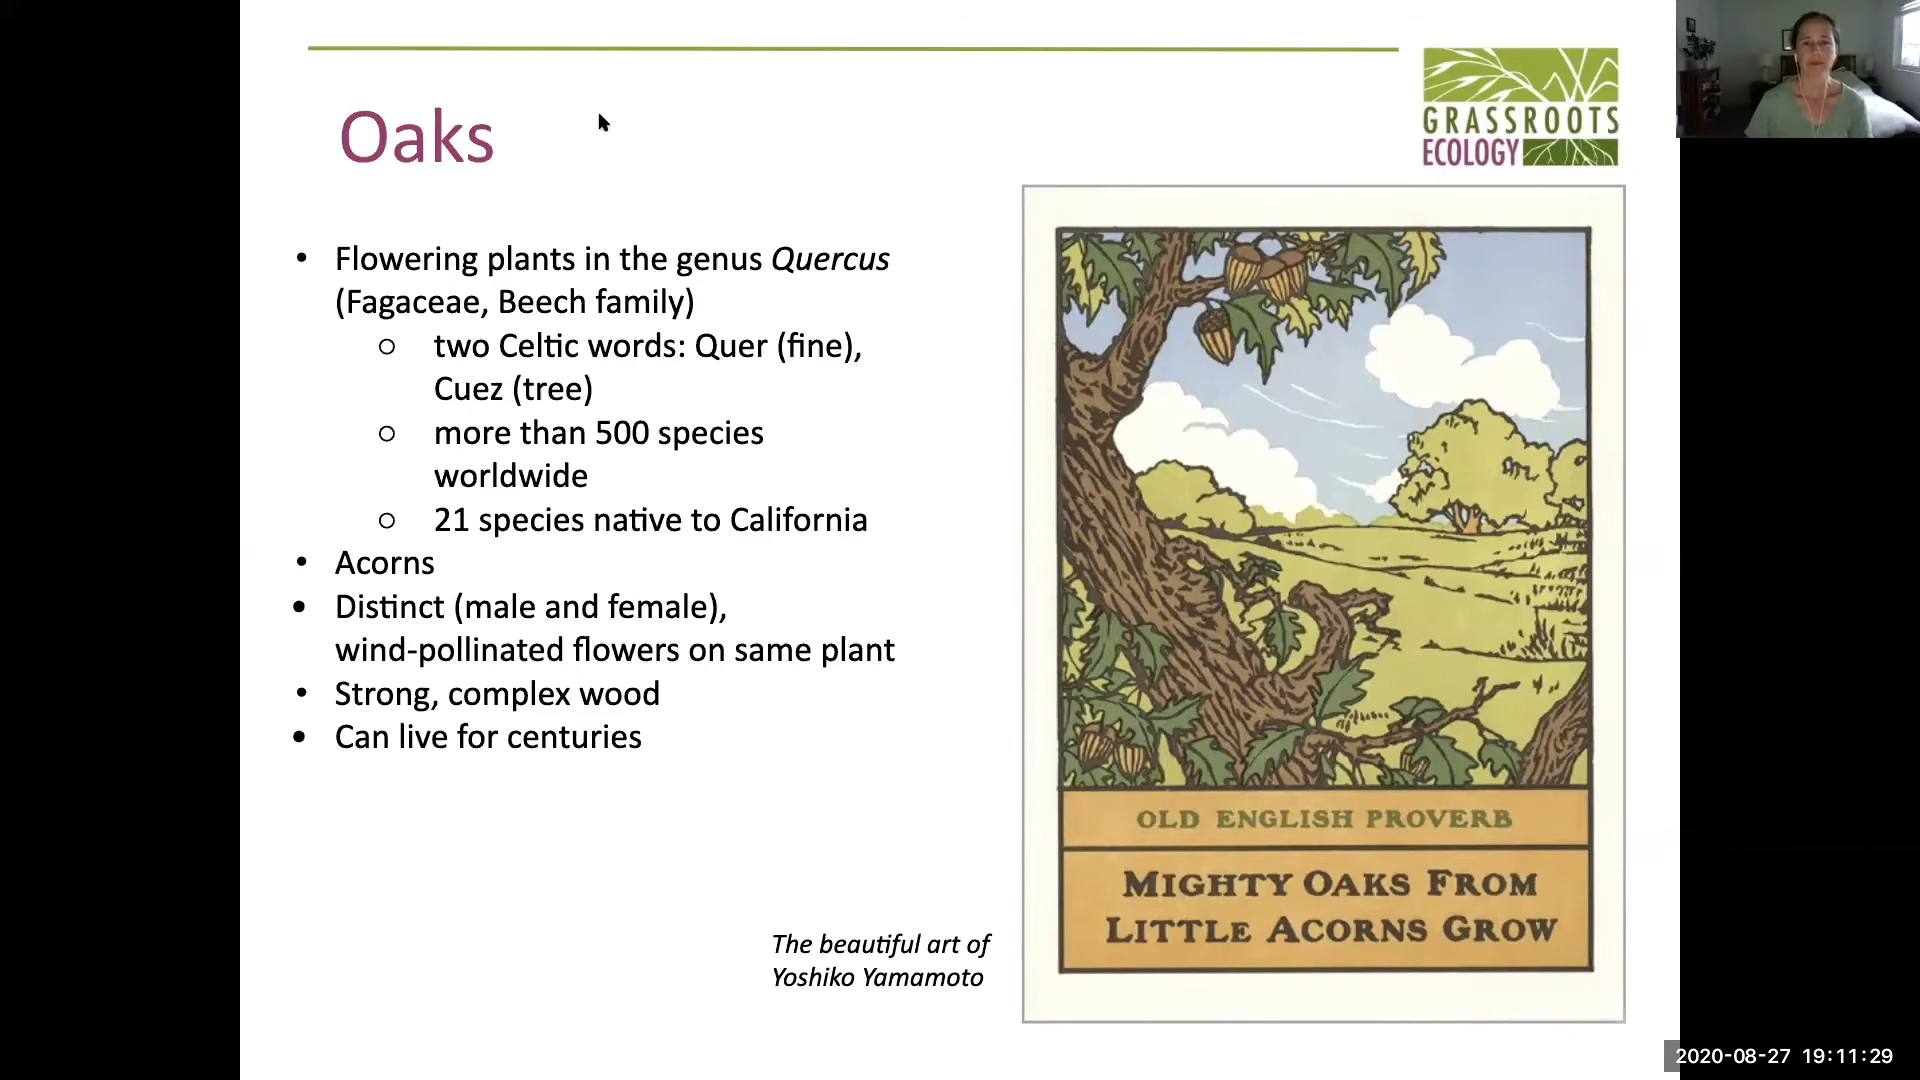 Oaks
GRASSROOTS
ECOLOGY
• Flowering plants in the genus Quercus
(Fagaceae, Beech family)
○ two Celtic words: Quer (fine),
Cuez (tree)
○ more than 500 species
worldwide
○ 21 species native to California
• Acorns
• Distinct (male and female),
wind-pollinated flowers on same plant
• Strong, complex wood
• Can live for centuries
OLD ENGLISH PROVERB
MIGHTY OAKS FROM
LITTLE ACORNS GROW
The beautiful art of
Yoshiko Yamamoto
2020-08-27 19:11:29